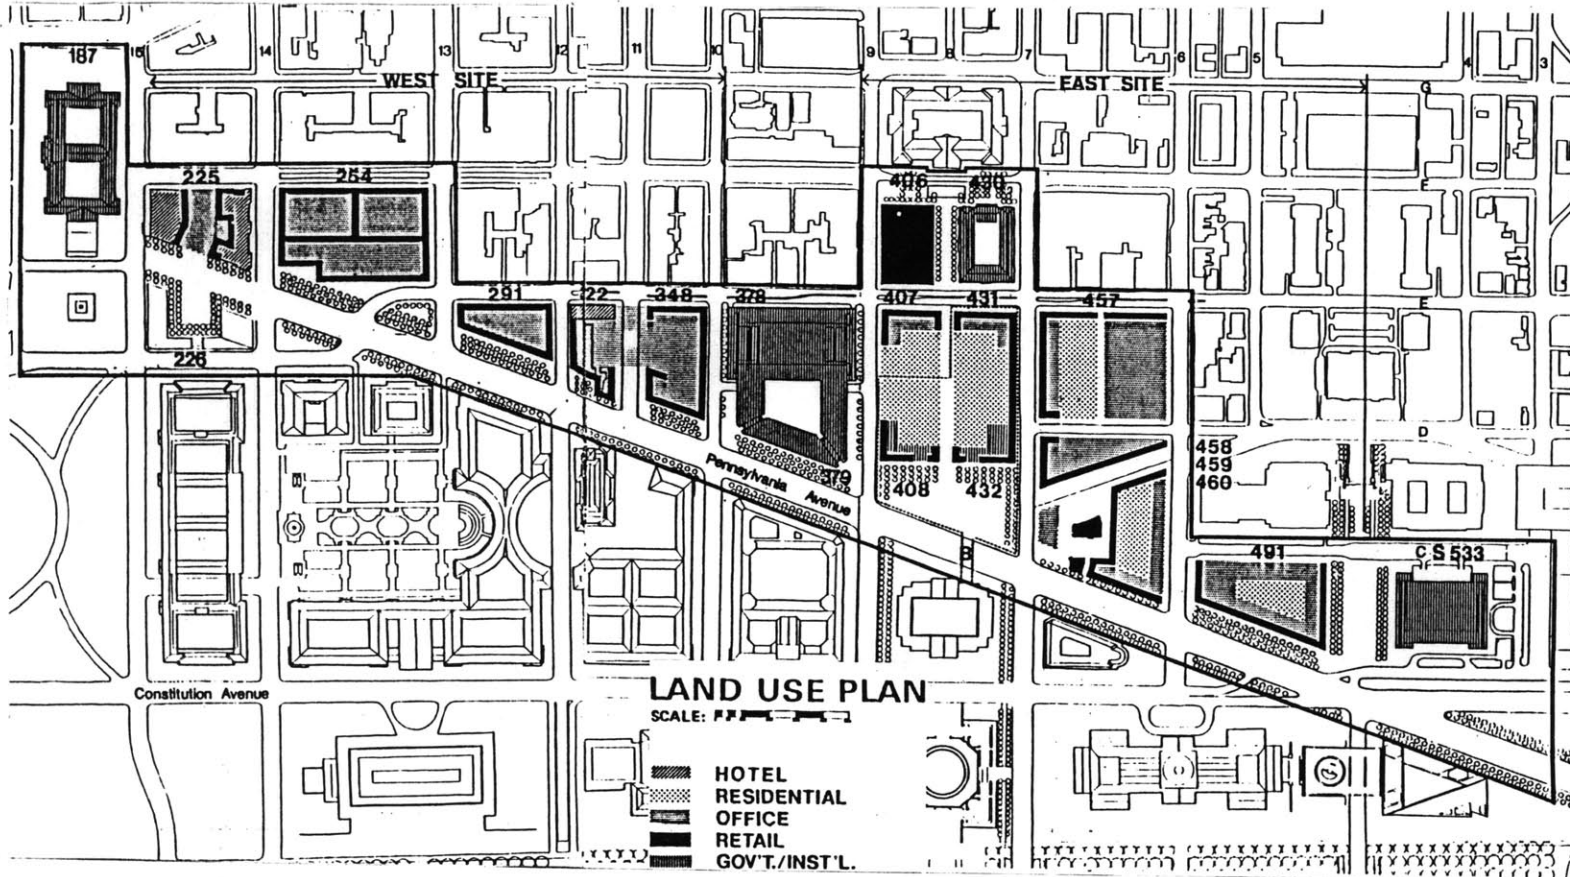 187
15 14 13 12 11 10 9 8 7 6 5 4 3
WEST SITE
EAST SITE
G
225
254
406
430
F
291
348
378
407
431
457
E
226
D
458
459
460
Pennsylvania Avenue
379
408
432
491
533
Constitution Avenue
LAND USE PLAN
SCALE:
HOTEL
RESIDENTIAL
OFFICE
RETAIL
GOV'T./INST'L.